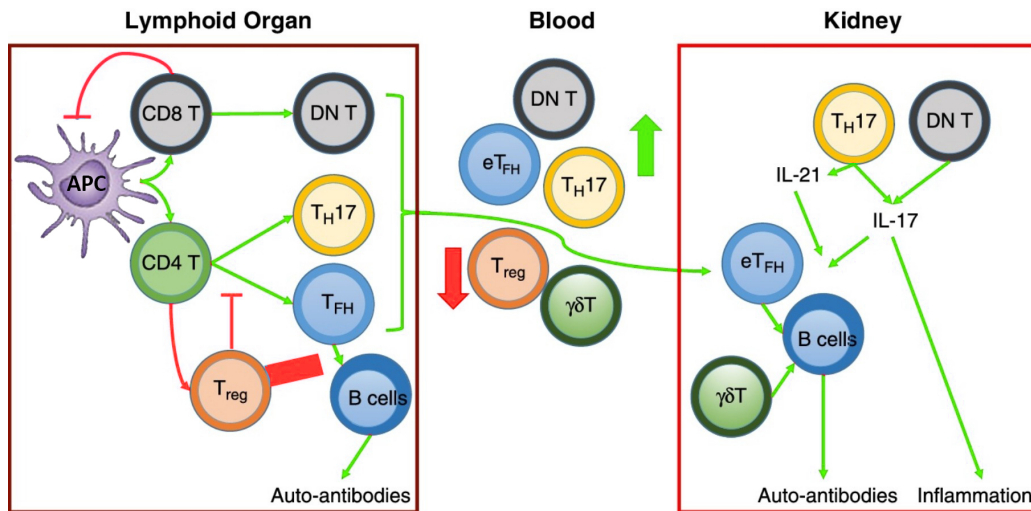 Lymphoid Organ
CD8 T
DN T
APC
T_H17
CD4 T
T_FH
T_reg
B cells
Auto-antibodies
Blood
DN T
eT_FH
T_H17
T_reg
γδT
Kidney
T_H17
DN T
IL-21
IL-17
eT_FH
B cells
γδT
Auto-antibodies
Inflammation